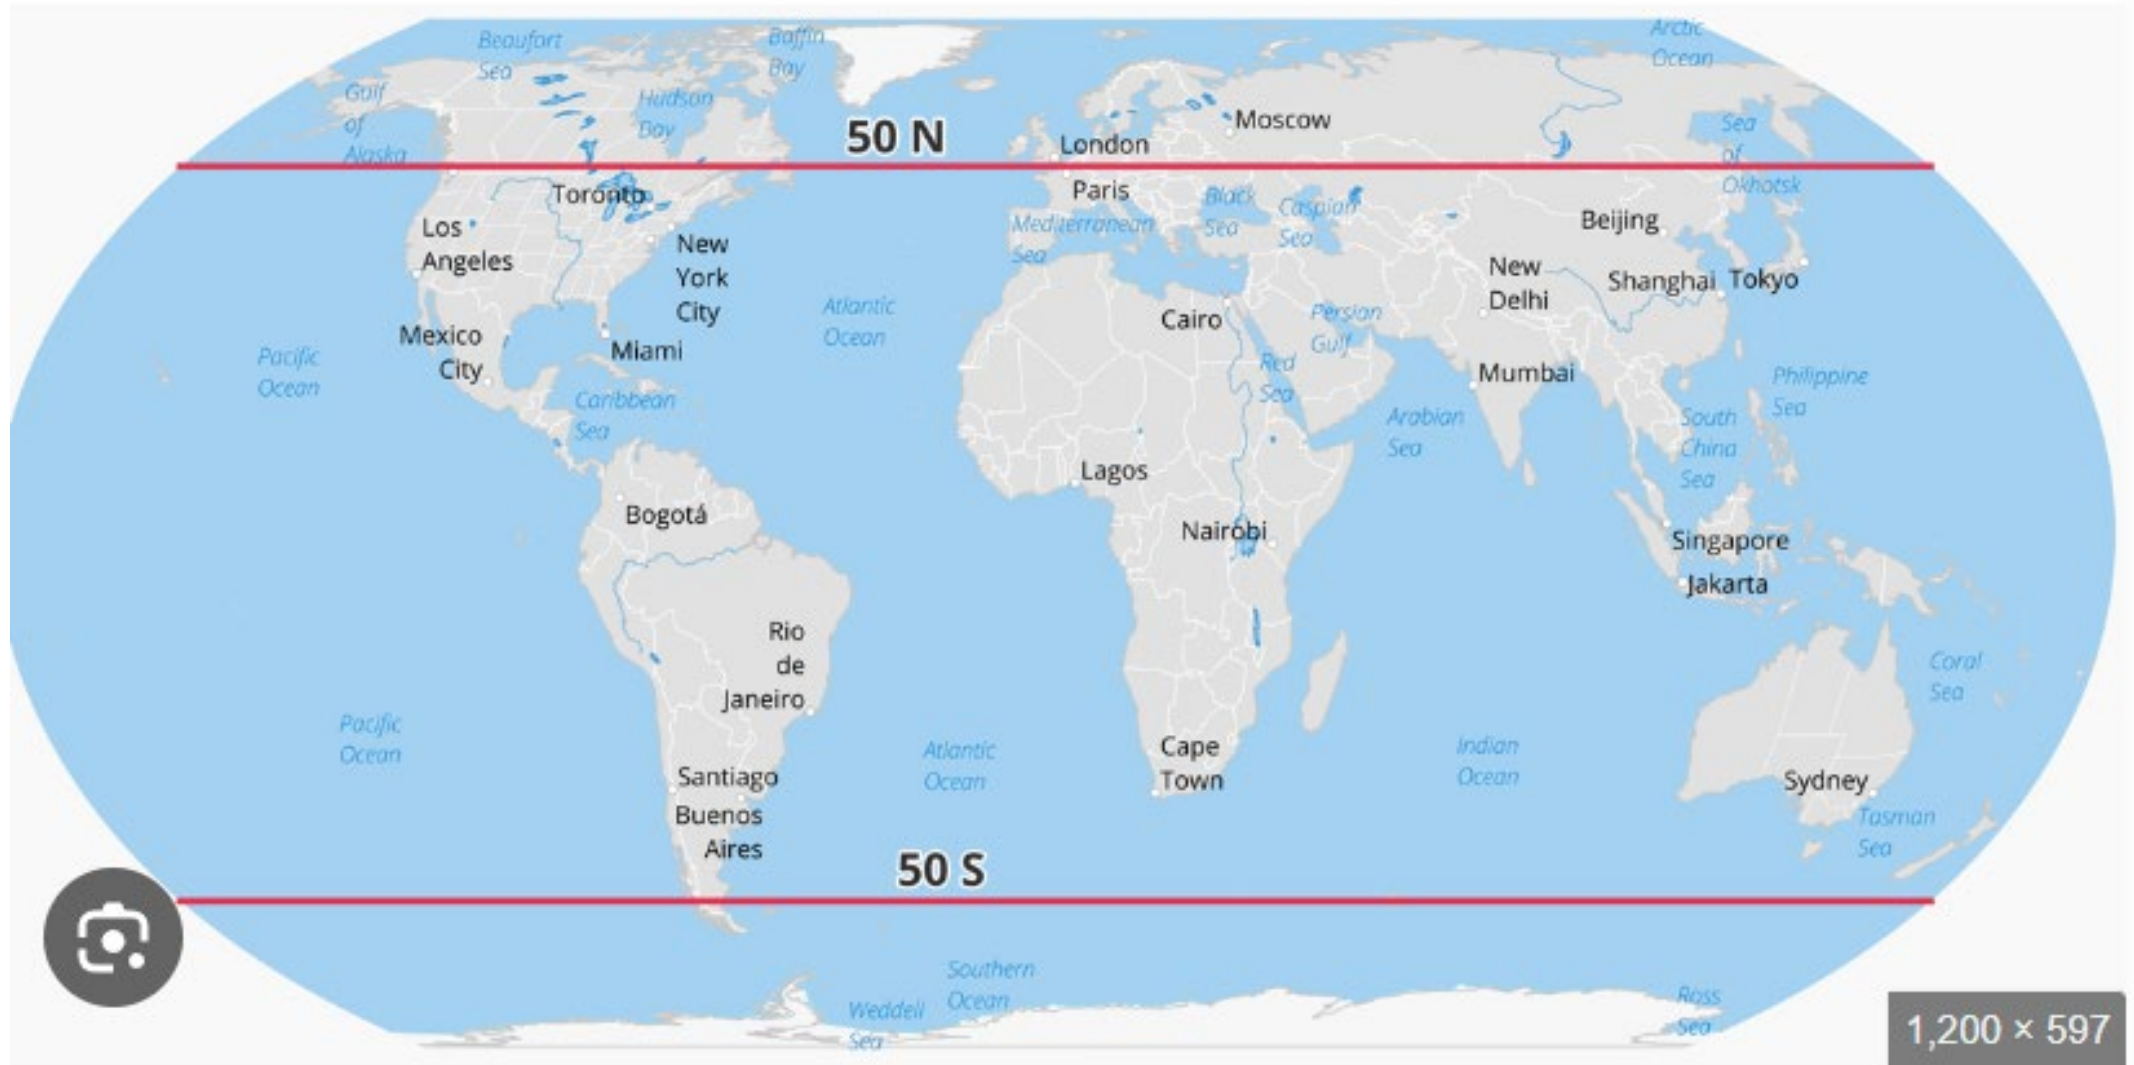 Beaufort
Sea
Baffin
Bay
Arctic
Ocean
Gulf
of
Alaska
Hudson
Bay
50 N
London
Moscow
Sea
of
Okhotsk
Toronto
Paris
Black
Sea
Caspian
Sea
Mediterranean
Sea
Los
Angeles
New
York
City
Beijing
New
Delhi
Shanghai
Tokyo
Atlantic
Ocean
Cairo
Persian
Gulf
Mexico
City
Miami
Pacific
Ocean
Red
Sea
Mumbai
Philippine
Sea
Caribbean
Sea
Arabian
Sea
South
China
Sea
Lagos
Bogotá
Nairobi
Singapore
Jakarta
Rio
de
Janeiro
Coral
Sea
Pacific
Ocean
Atlantic
Ocean
Cape
Town
Indian
Ocean
Santiago
Buenos
Aires
Sydney
Tasman
Sea
50 S
Southern
Ocean
Weddell
Sea
Ross
Sea
1,200 × 597